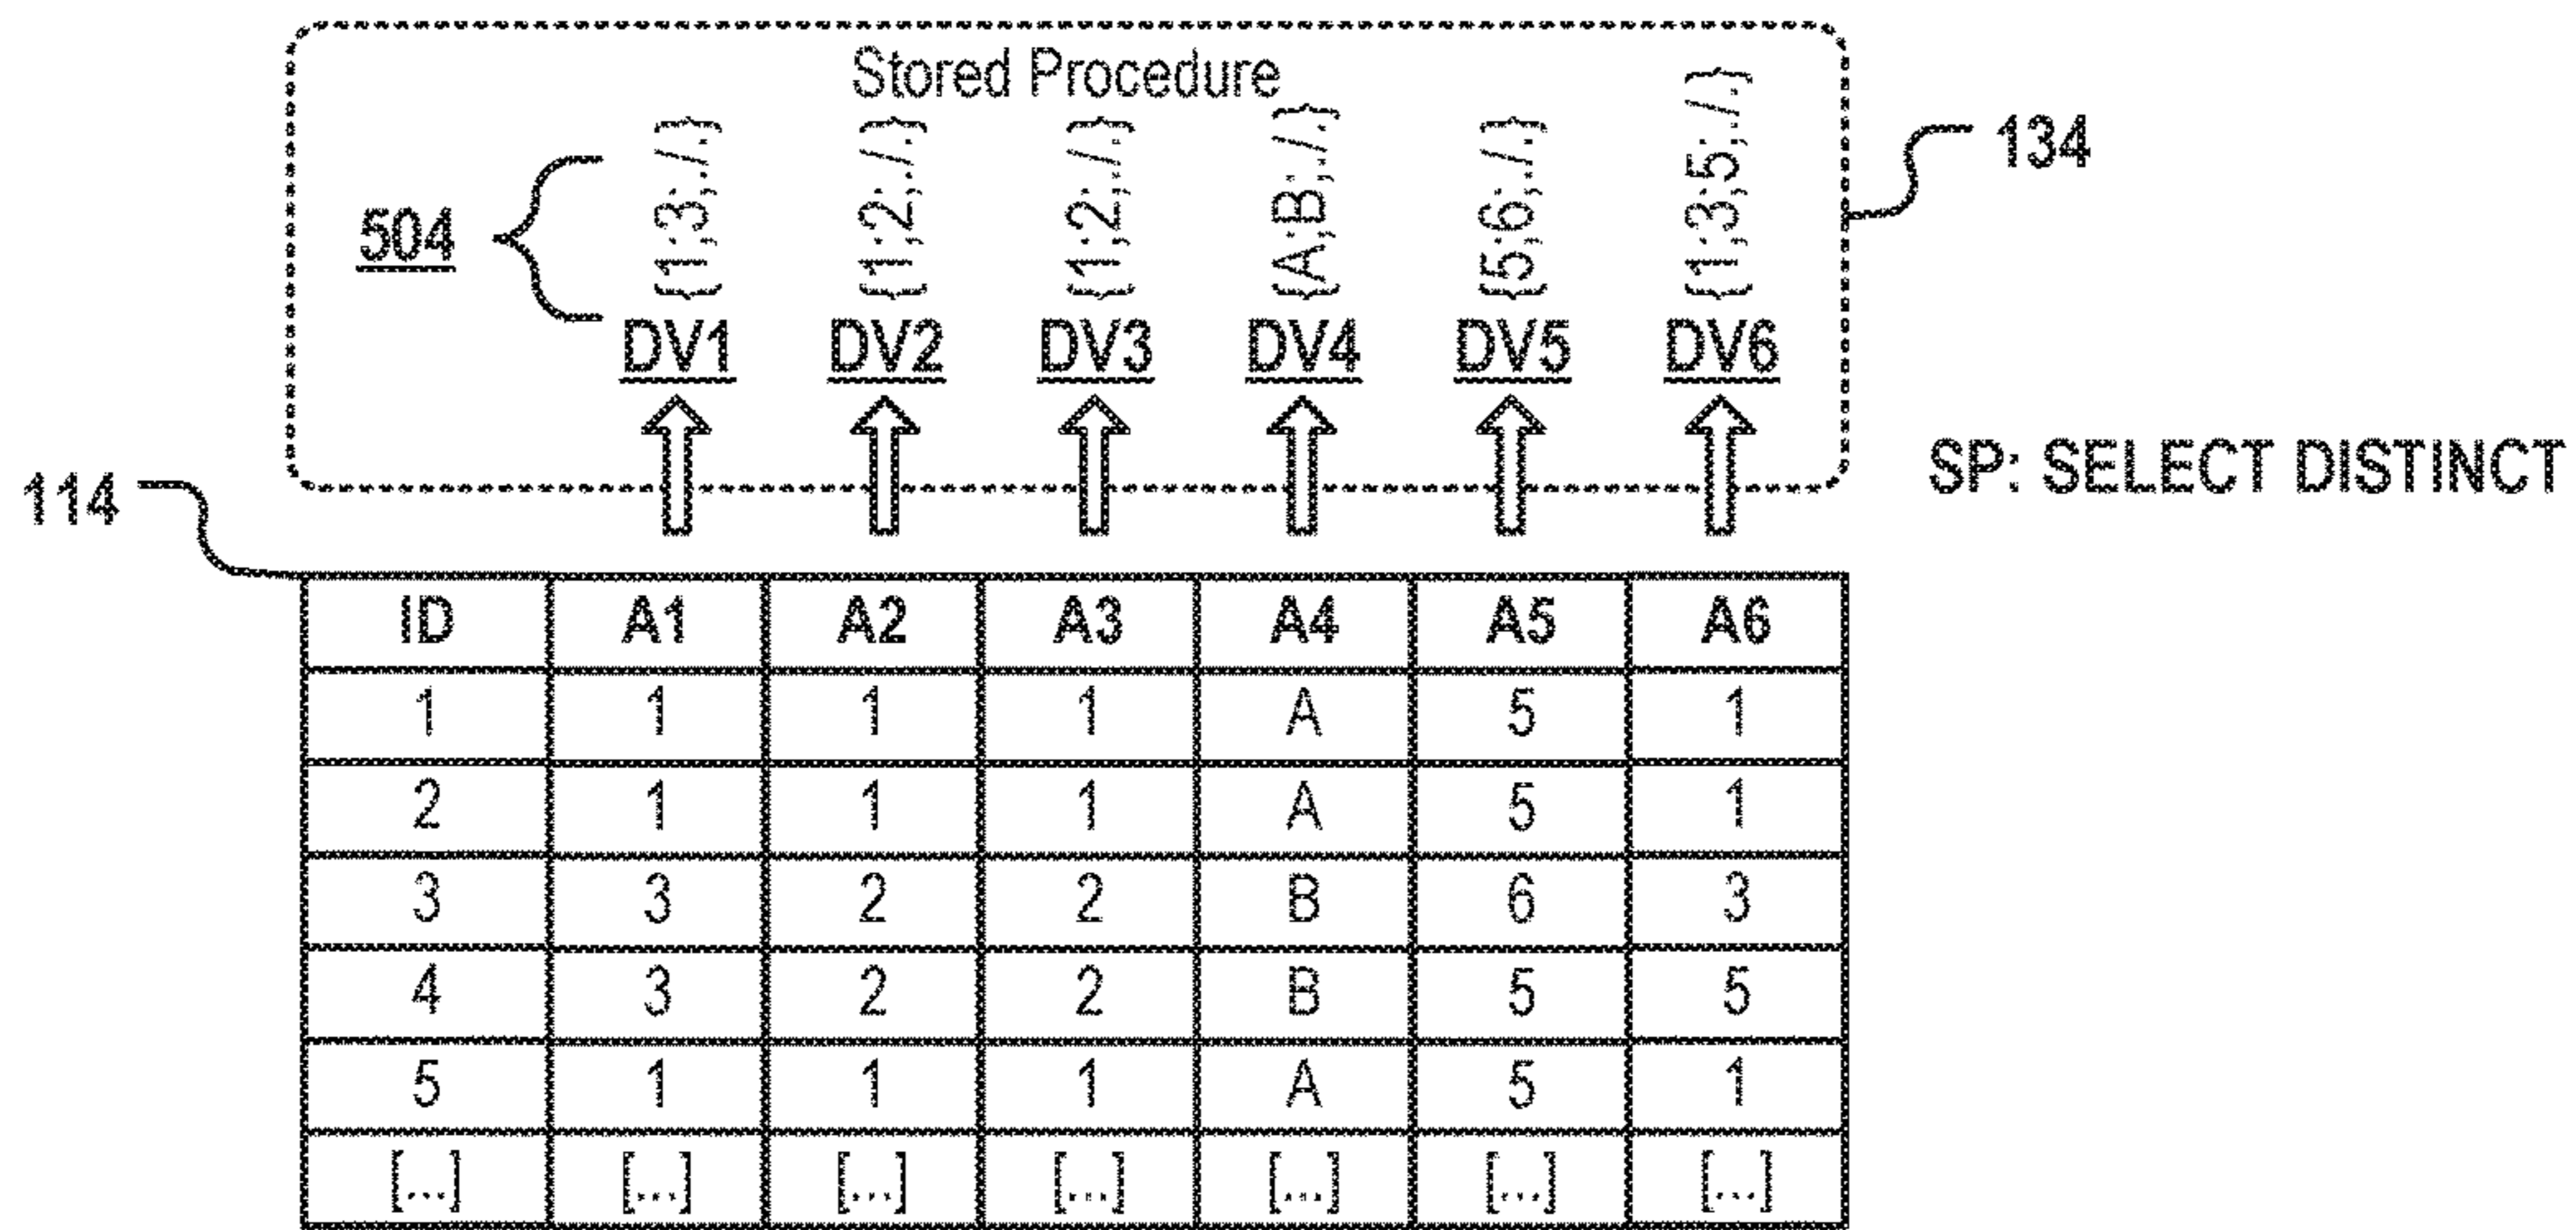 Stored Procedure
{1;3;./.} {1;2;./.} {1;2;./.} {A;B;./.} {5;6;./.} {1;3;5;./.}
504
134
DV1 DV2 DV3 DV4 DV5 DV6
SP: SELECT DISTINCT
114
ID A1 A2 A3 A4 A5 A6
1 1 1 1 A 5 1
2 1 1 1 A 5 1
3 3 2 2 B 6 3
4 3 2 2 B 5 5
5 1 1 1 A 5 1
[...] [...] [...] [...] [...] [...] [...]